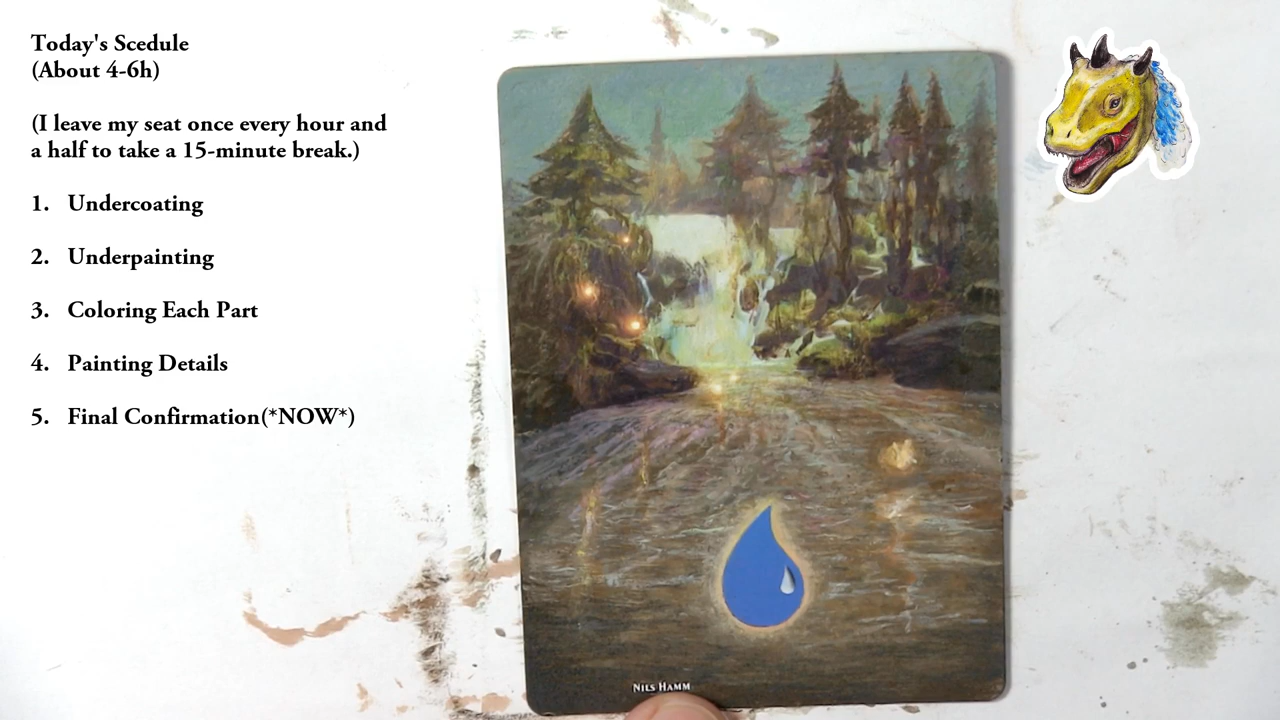 Today's Scedule
(About 4-6h)
(I leave my seat once every hour and
a half to take a 15-minute break.)
1. Undercoating
2. Underpainting
3. Coloring Each Part
4. Painting Details
5. Final Confirmation(*NOW*)
Nils Hamm